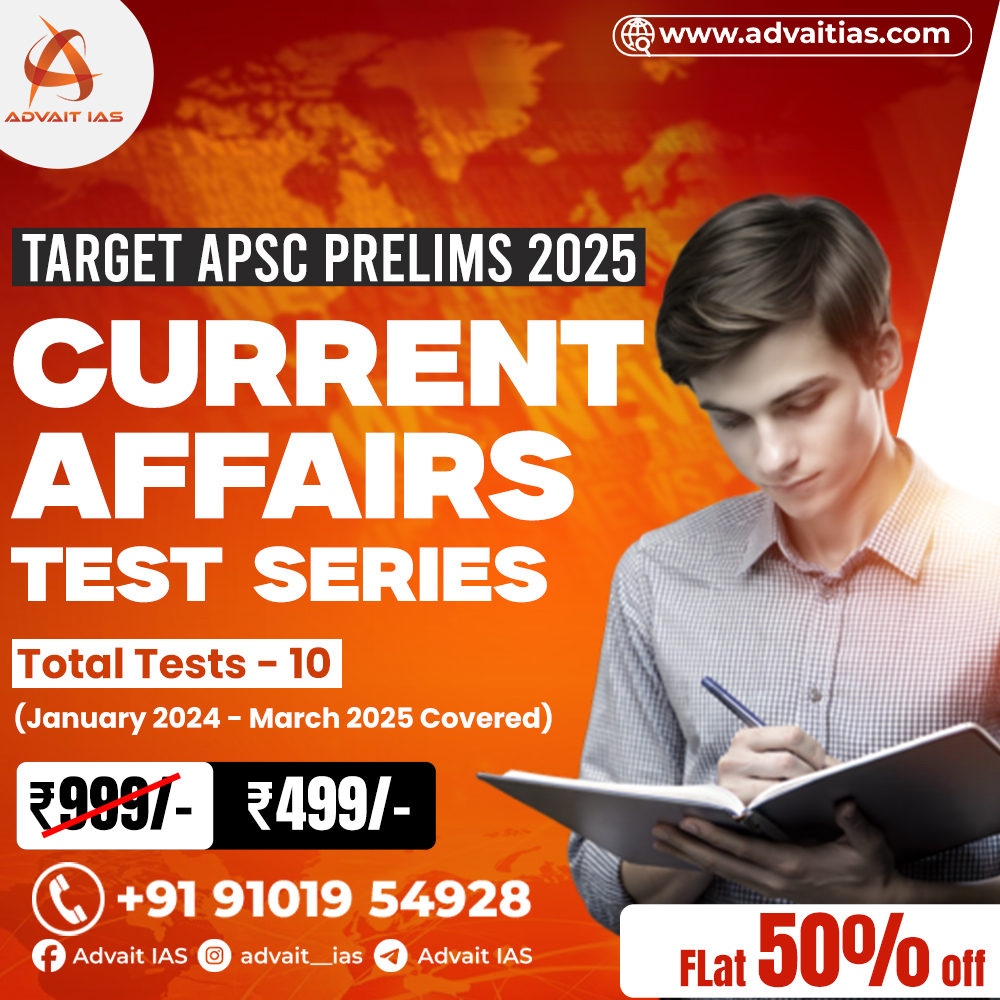 ADVAIT IAS
www.advaitias.com
TARGET APSC PRELIMS 2025
CURRENT
AFFAIRS
TEST SERIES
Total Tests - 10
(January 2024 - March 2025 Covered)
₹999/- ₹499/-
+91 91019 54928
Advait IAS advait__ias Advait IAS
FLat 50% off